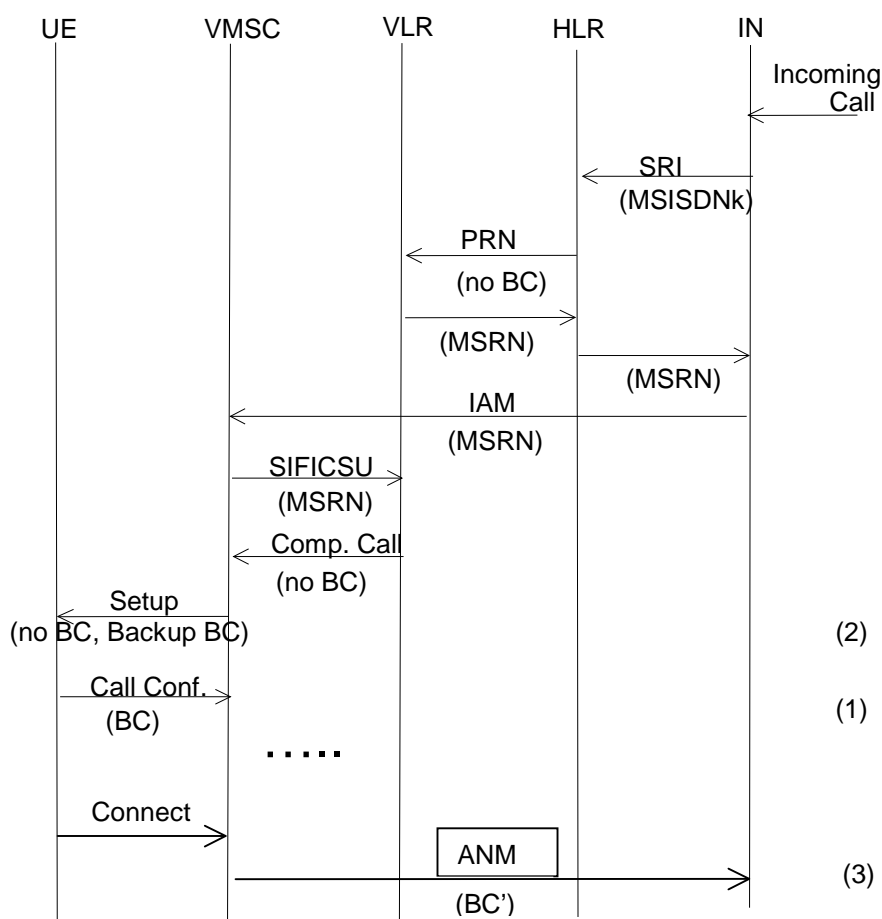 UE VMSC VLR HLR IN
Incoming
Call
SRI
(MSISDNk)
PRN
(no BC)
(MSRN)
(MSRN)
IAM
(MSRN)
SIFICSU
(MSRN)
Comp. Call
(no BC)
Setup
(no BC, Backup BC) (2)
Call Conf.
(BC) (1)
.....
Connect
ANM
(3)
(BC’)